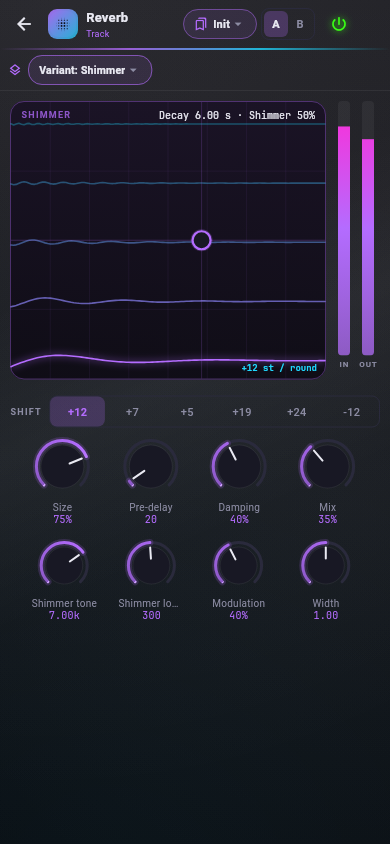 Reverb
Track
Init
A
B
Variant: Shimmer
SHIMMER
Decay 6.00 s · Shimmer 50%
+12 st / round
IN
OUT
SHIFT
+12
+7
+5
+19
+24
-12
Size
Pre-delay
Damping
Mix
75%
20
40%
35%
Shimmer tone
Shimmer lo...
Modulation
Width
7.00k
300
40%
1.00